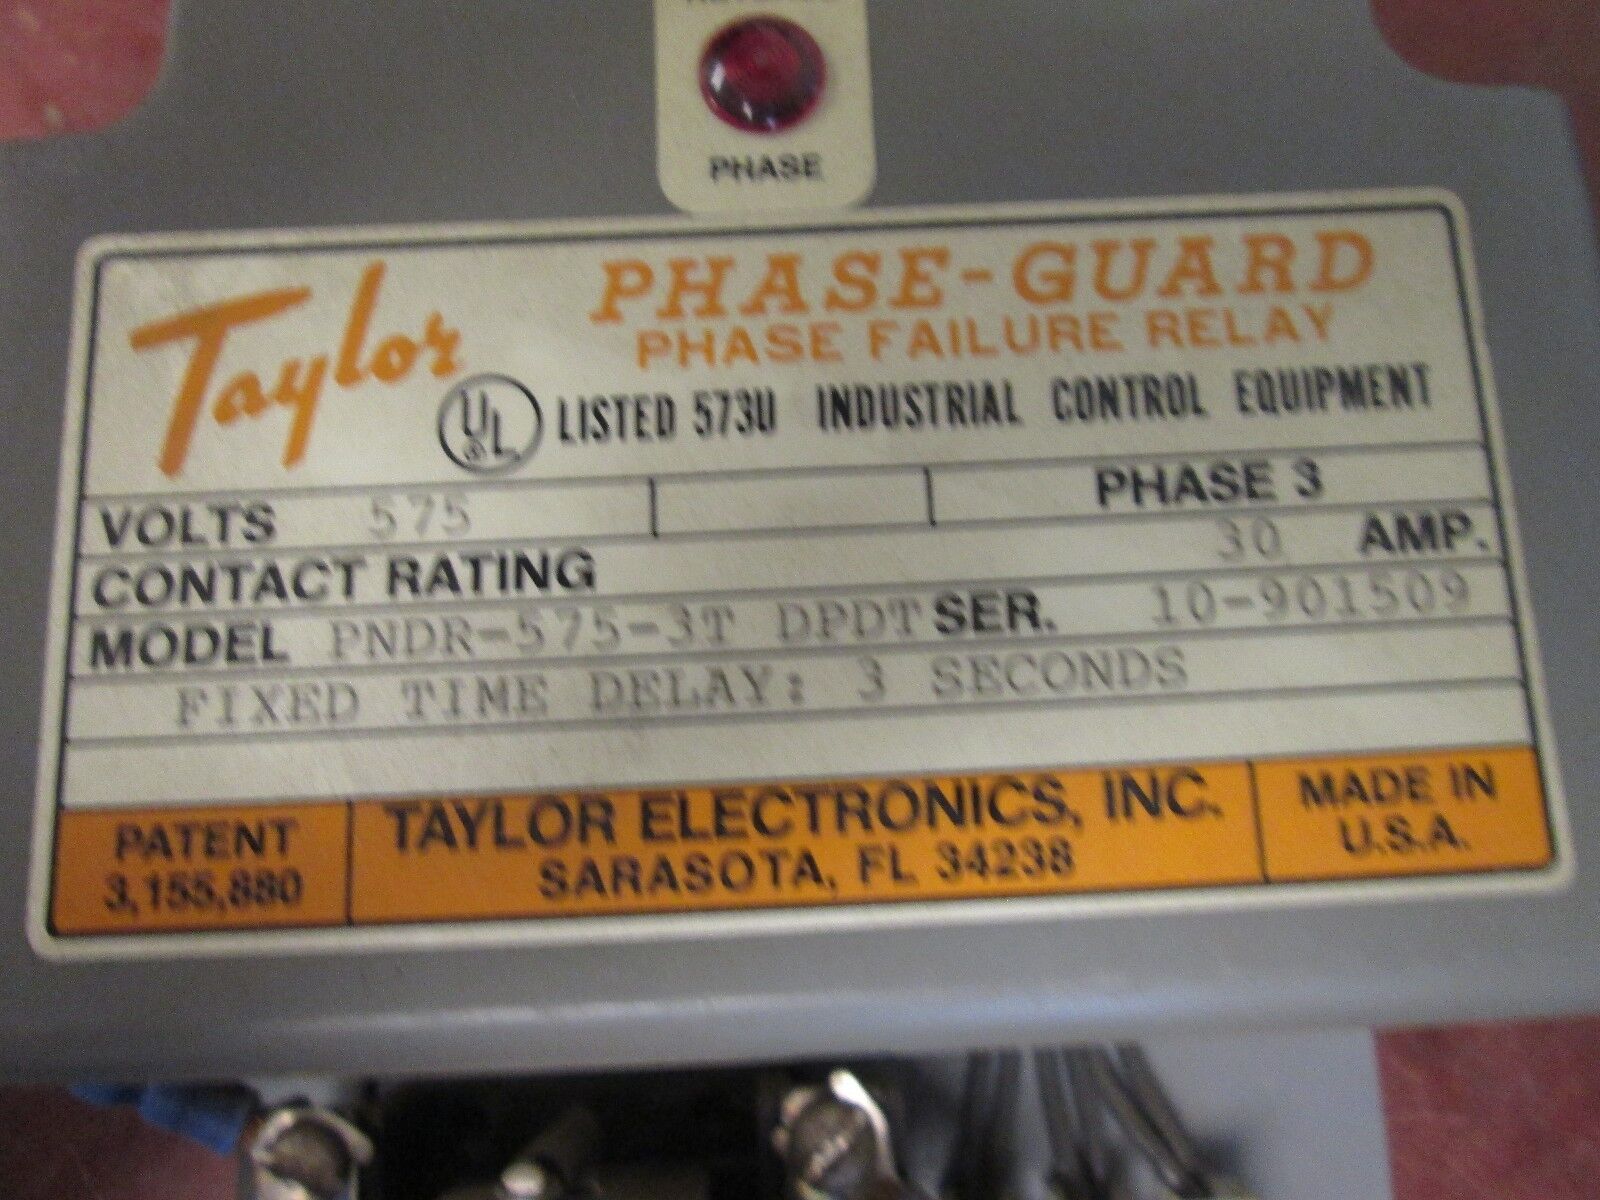 PHASE
Taylor
PHASE-GUARD
PHASE FAILURE RELAY
UL LISTED 573U INDUSTRIAL CONTROL EQUIPMENT
VOLTS 575 PHASE 3
CONTACT RATING 30 AMP.
MODEL PNDR-575-3T DPDT SER. 10-901509
FIXED TIME DELAY: 3 SECONDS
PATENT
3,155,880
TAYLOR ELECTRONICS, INC.
SARASOTA, FL 34238
MADE IN
U.S.A.